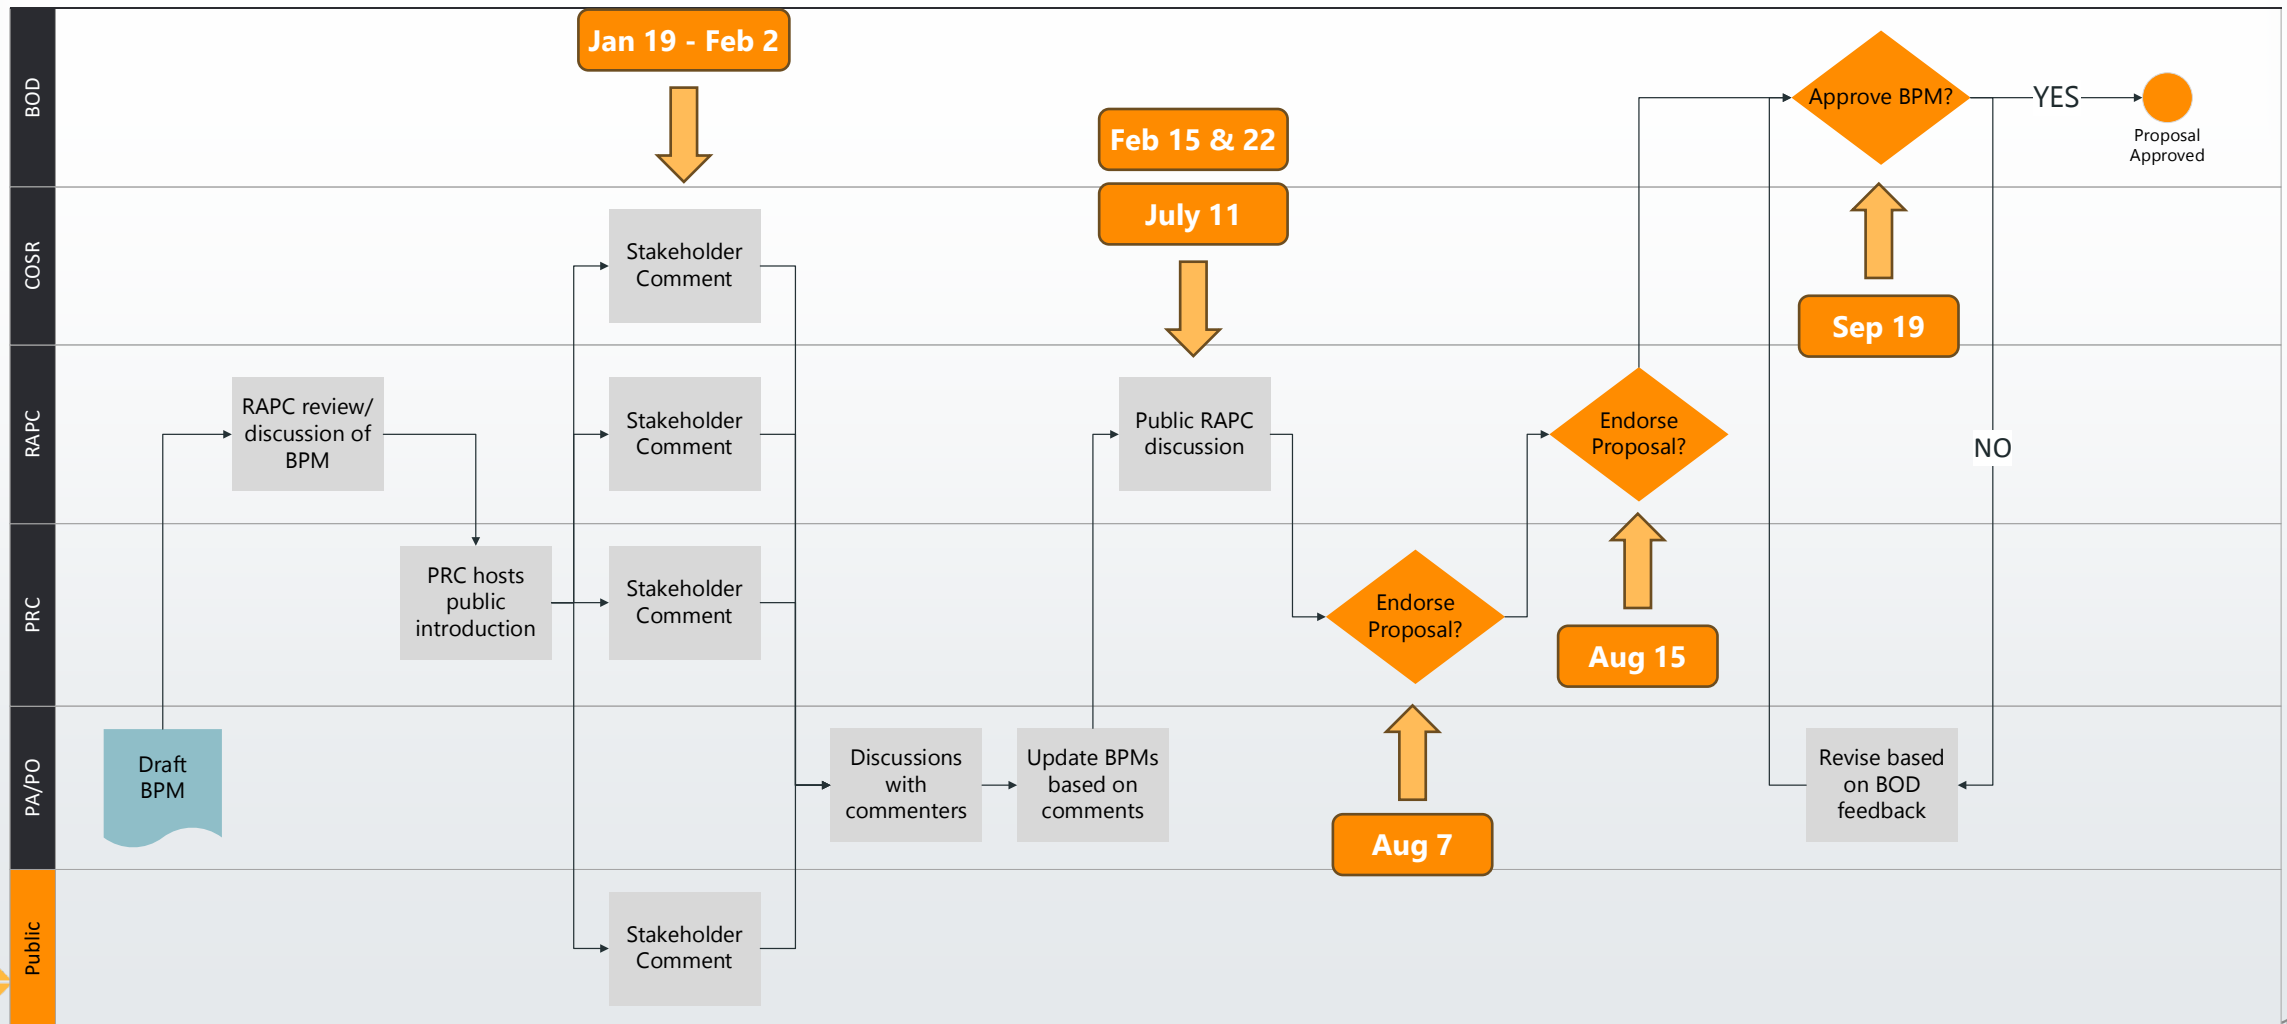 BOD
COSR
RAPC
PRC
PA/PO
Public
Jan 19 - Feb 2
Feb 15 & 22
July 11
Aug 7
Aug 15
Sep 19
Draft
BPM
RAPC review/
discussion of
BPM
PRC hosts
public
introduction
Stakeholder
Comment
Stakeholder
Comment
Stakeholder
Comment
Stakeholder
Comment
Discussions
with
commenters
Update BPMs
based on
comments
Public RAPC
discussion
Endorse
Proposal?
Endorse
Proposal?
Approve BPM?
YES
Proposal
Approved
NO
Revise based
on BOD
feedback